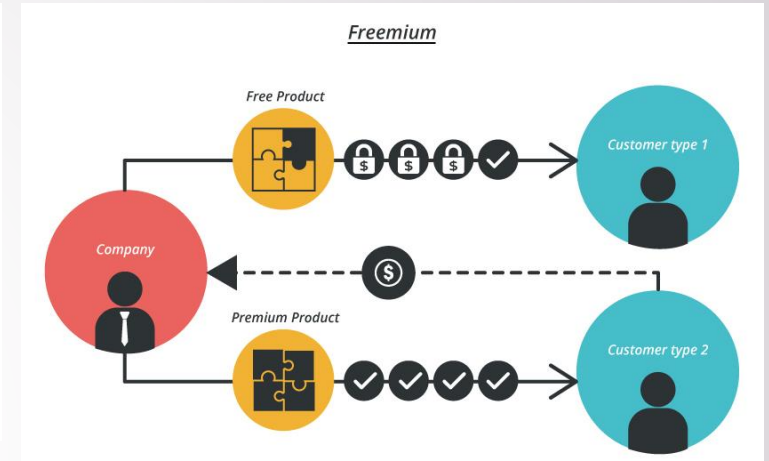 Freemium
Free Product
$ $ $
Customer type 1
Company
$
Premium Product
Customer type 2